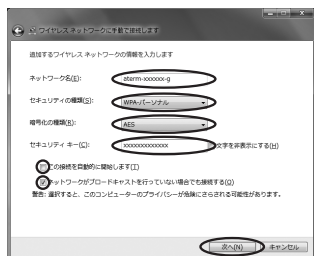 ワイヤレス ネットワークに手動で接続します
追加するワイヤレス ネットワークの情報を入力します
ネットワーク名(E): aterm-xxxxxx-g
セキュリティの種類(S): WPA-パーソナル
暗号化の種類(R): AES
セキュリティ キー(C): xxxxxxxxxxxxx 文字を非表示にする(H)
この接続を自動的に開始します(T)
ネットワークがブロードキャストを行っていない場合でも接続する(O)
警告: 選択すると、このコンピューターのプライバシーが危険にさらされる可能性があります。
次へ(N) キャンセル